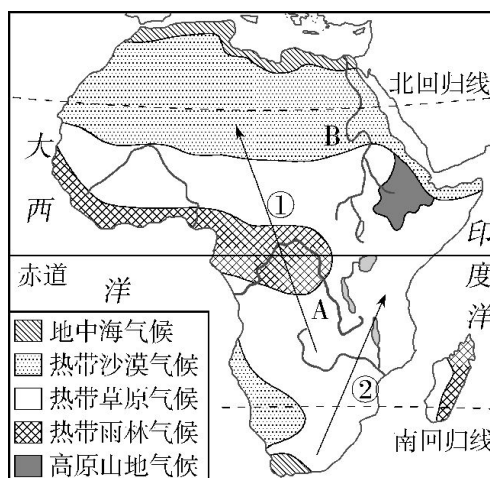 北回归线
B
大
西
洋
①
印
度
洋
赤道
A
②
南回归线
地中海气候
热带沙漠气候
热带草原气候
热带雨林气候
高原山地气候